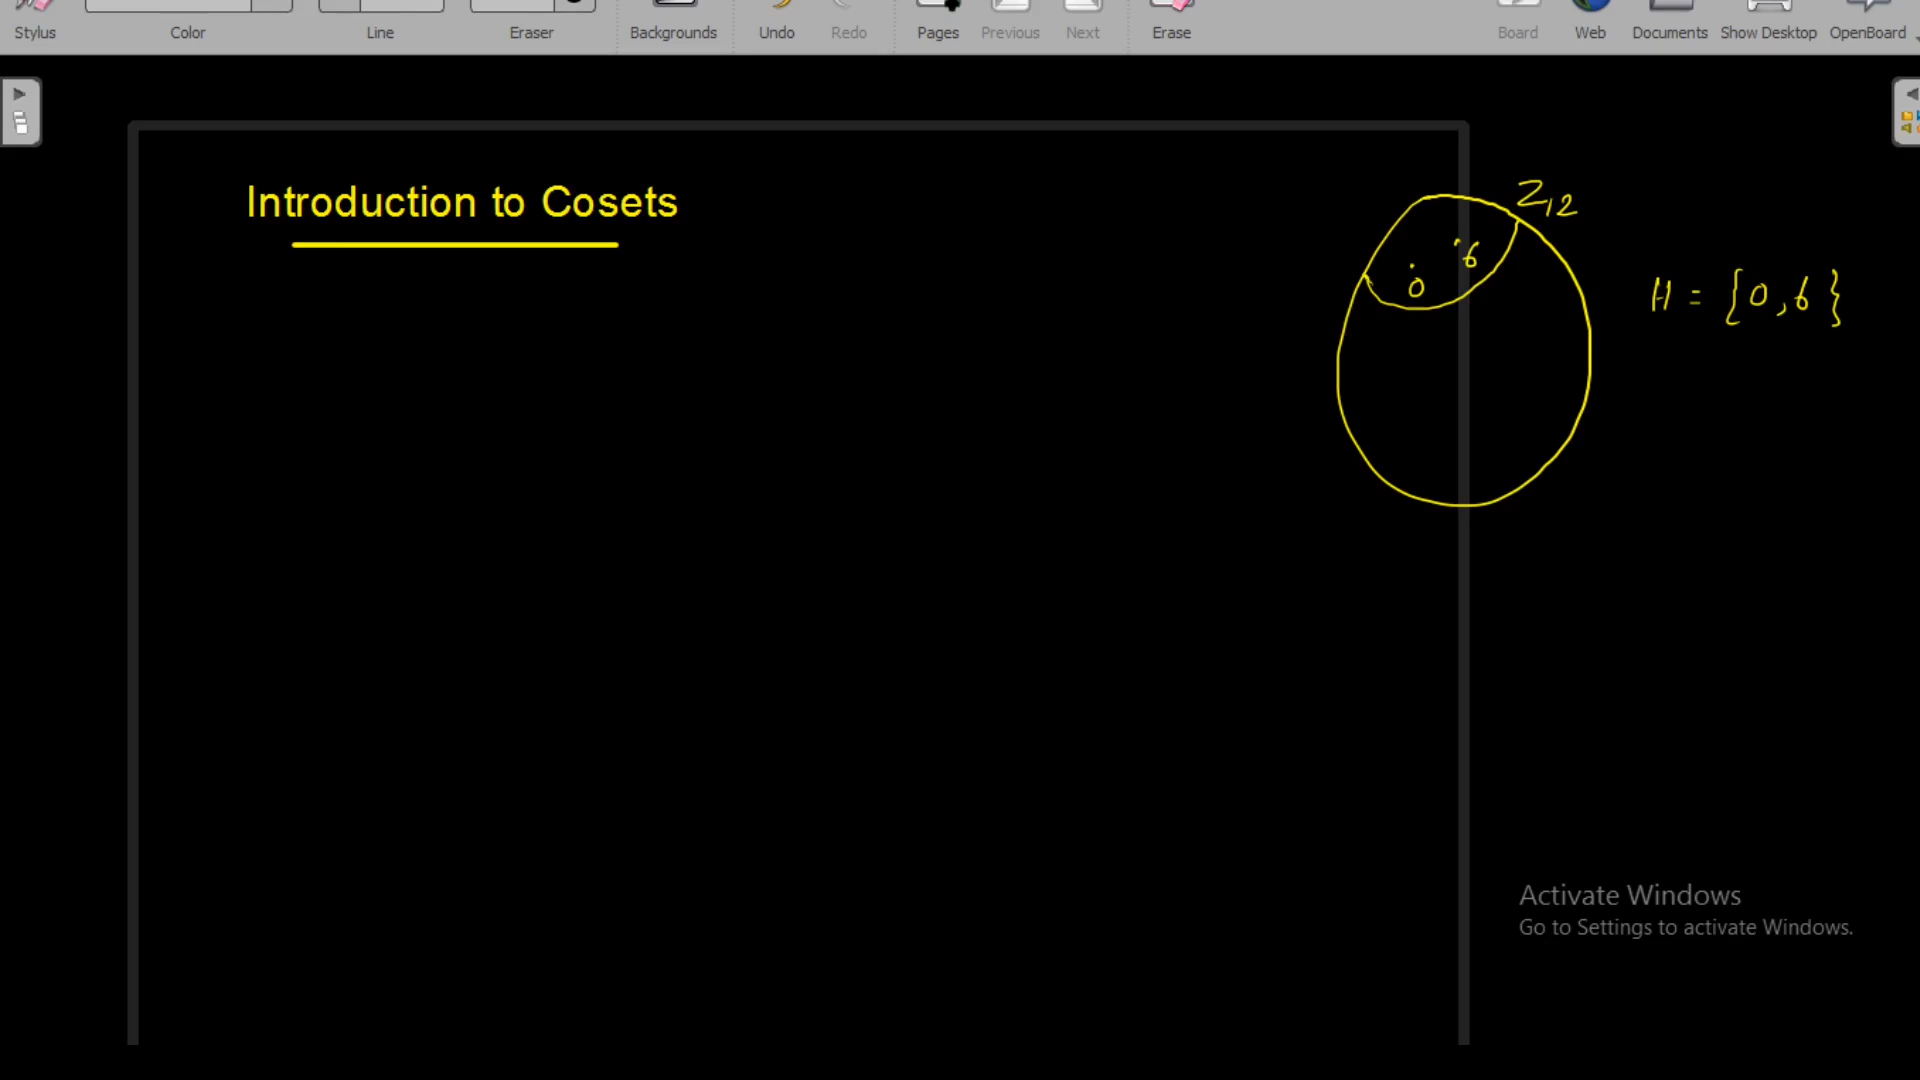 Stylus Color Line Eraser Backgrounds Undo Redo Pages Previous Next Erase Board Web Documents Show Desktop OpenBoard
Introduction to Cosets
Z₁₂
6
0
H = {0,6}
Activate Windows
Go to Settings to activate Windows.